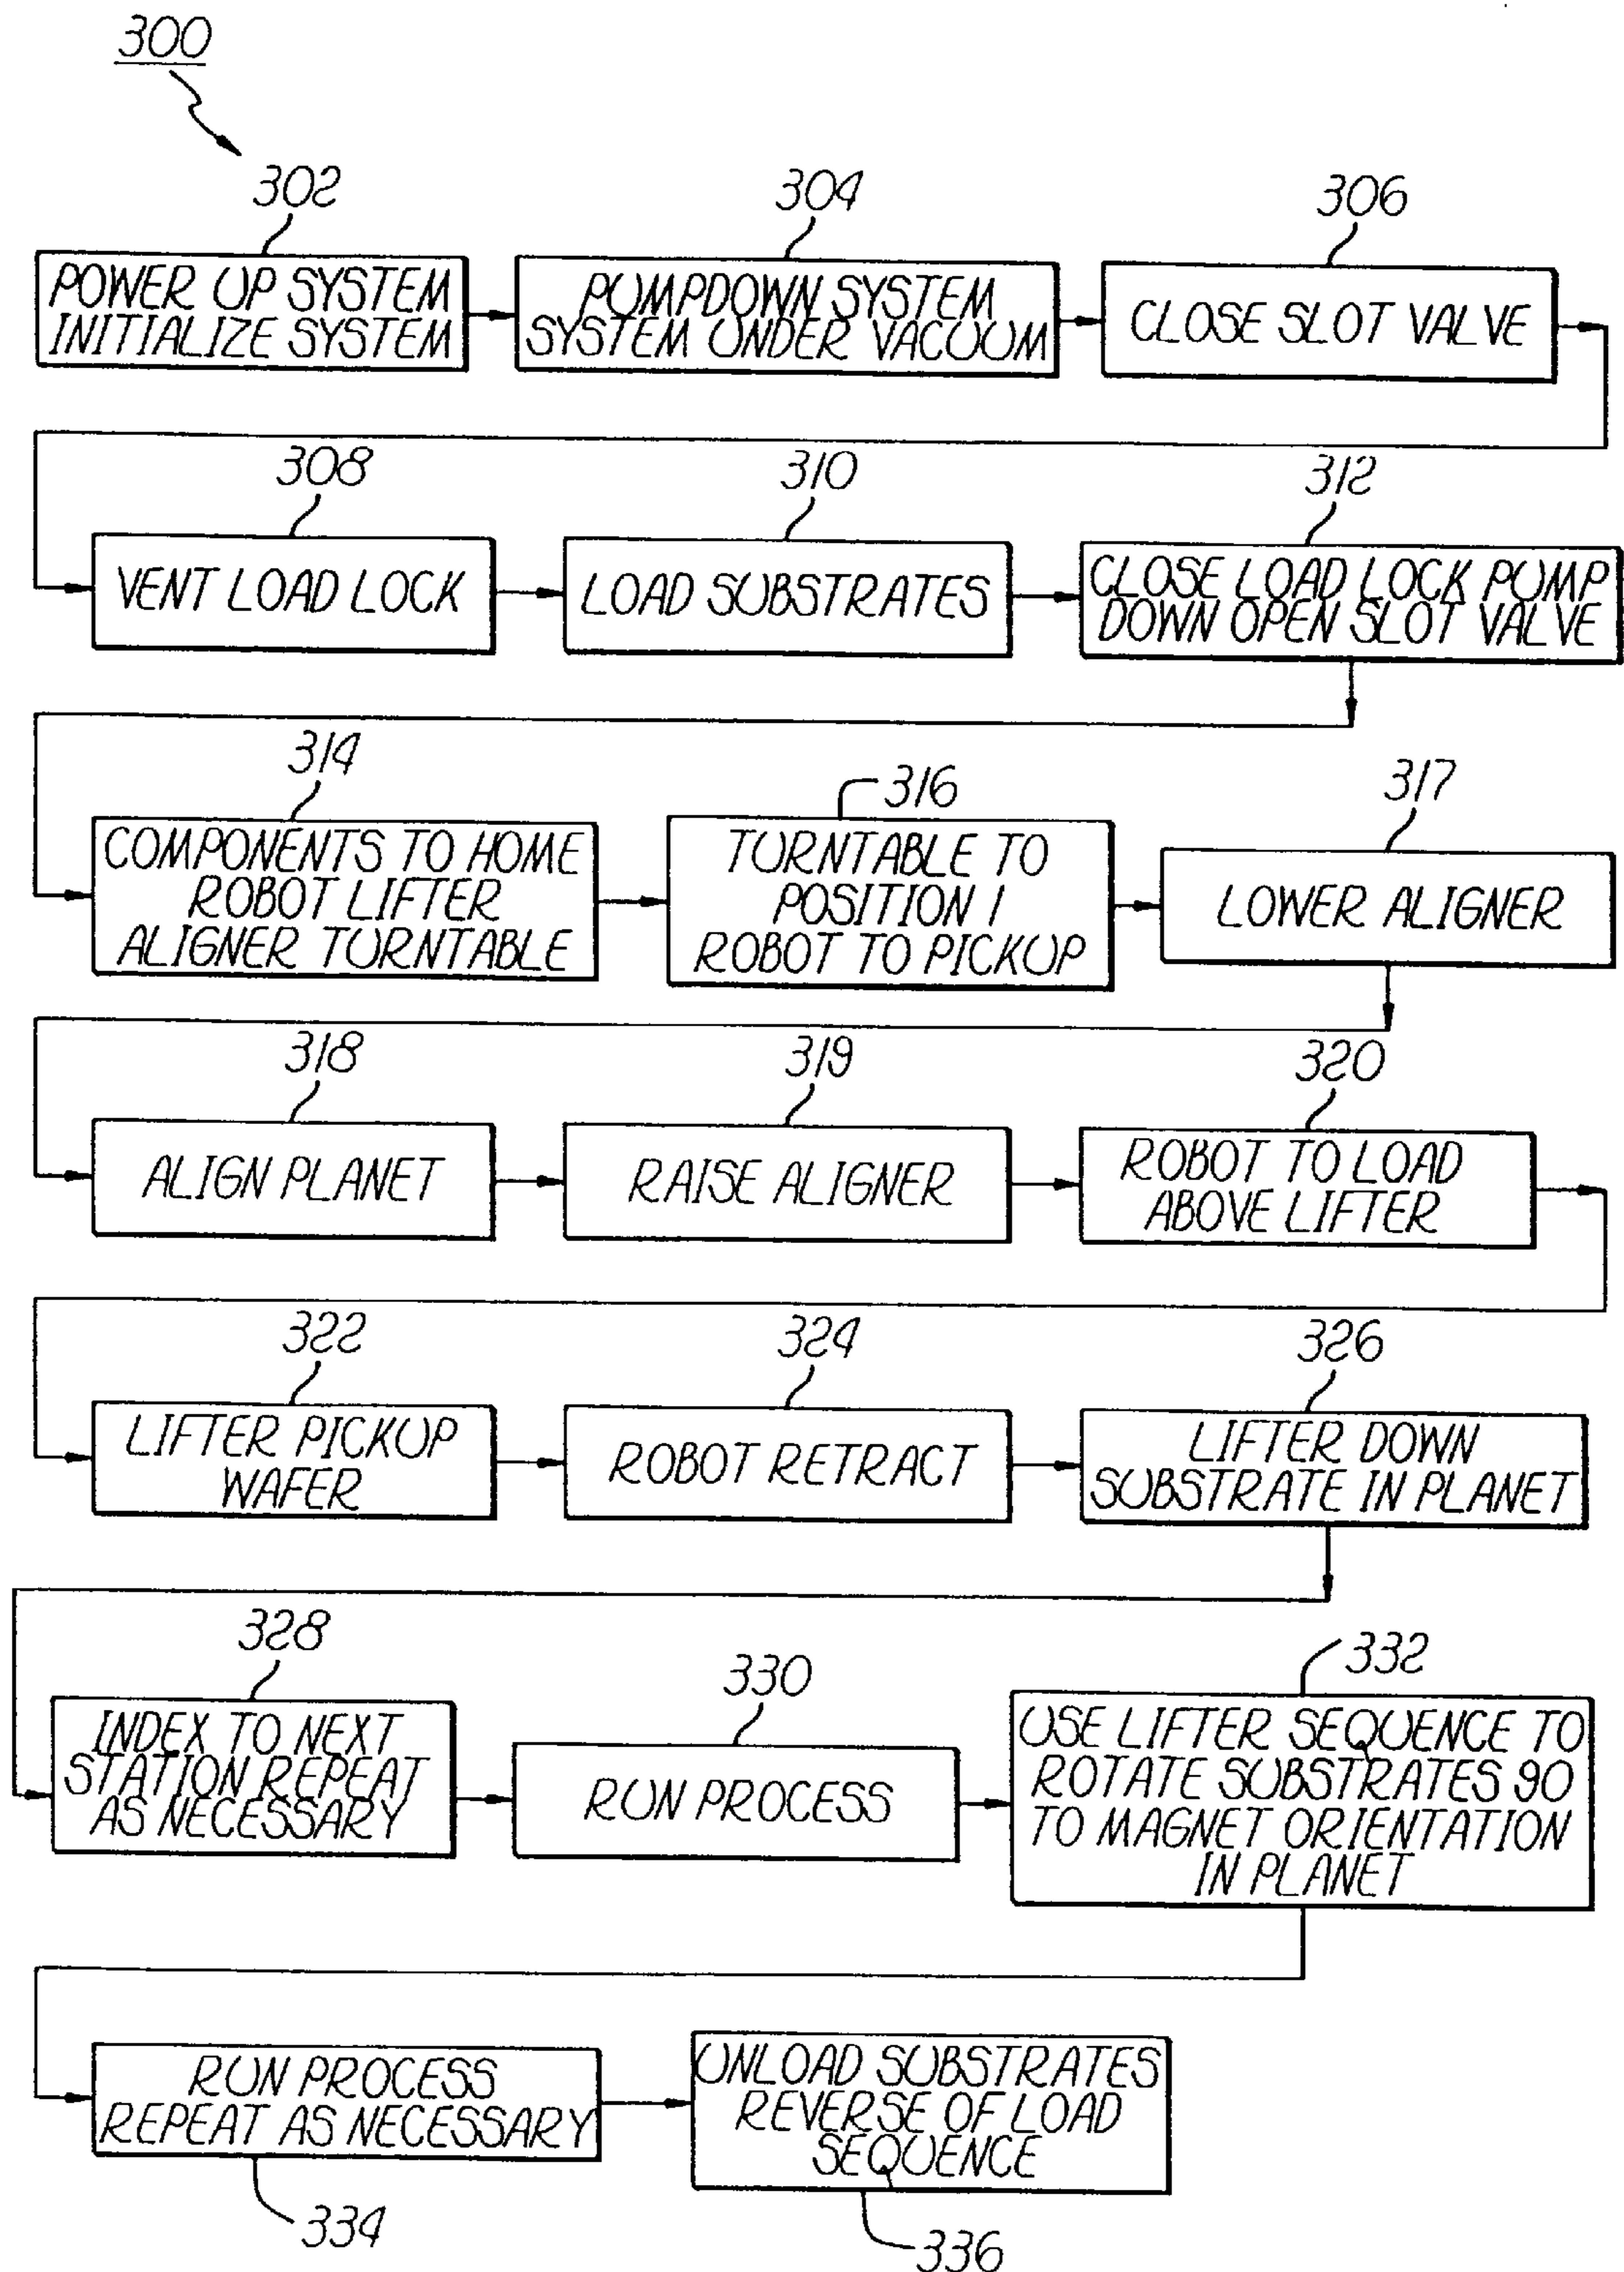 300
302
304
306
POWER UP SYSTEM
INITIALIZE SYSTEM
PUMPDOWN SYSTEM
SYSTEM UNDER VACUUM
CLOSE SLOT VALVE
308
310
312
VENT LOAD LOCK
LOAD SUBSTRATES
CLOSE LOAD LOCK PUMP
DOWN OPEN SLOT VALVE
314
316
317
COMPONENTS TO HOME
ROBOT LIFTER
ALIGNER TURNTABLE
TURNTABLE TO
POSITION 1
ROBOT TO PICKUP
LOWER ALIGNER
318
319
320
ALIGN PLANET
RAISE ALIGNER
ROBOT TO LOAD
ABOVE LIFTER
322
324
326
LIFTER PICKUP
WAFER
ROBOT RETRACT
LIFTER DOWN
SUBSTRATE IN PLANET
328
330
332
INDEX TO NEXT
STATION REPEAT
AS NECESSARY
RUN PROCESS
USE LIFTER SEQUENCE TO
ROTATE SUBSTRATES 90
TO MAGNET ORIENTATION
IN PLANET
RUN PROCESS
REPEAT AS NECESSARY
UNLOAD SUBSTRATES
REVERSE OF LOAD
SEQUENCE
334
336